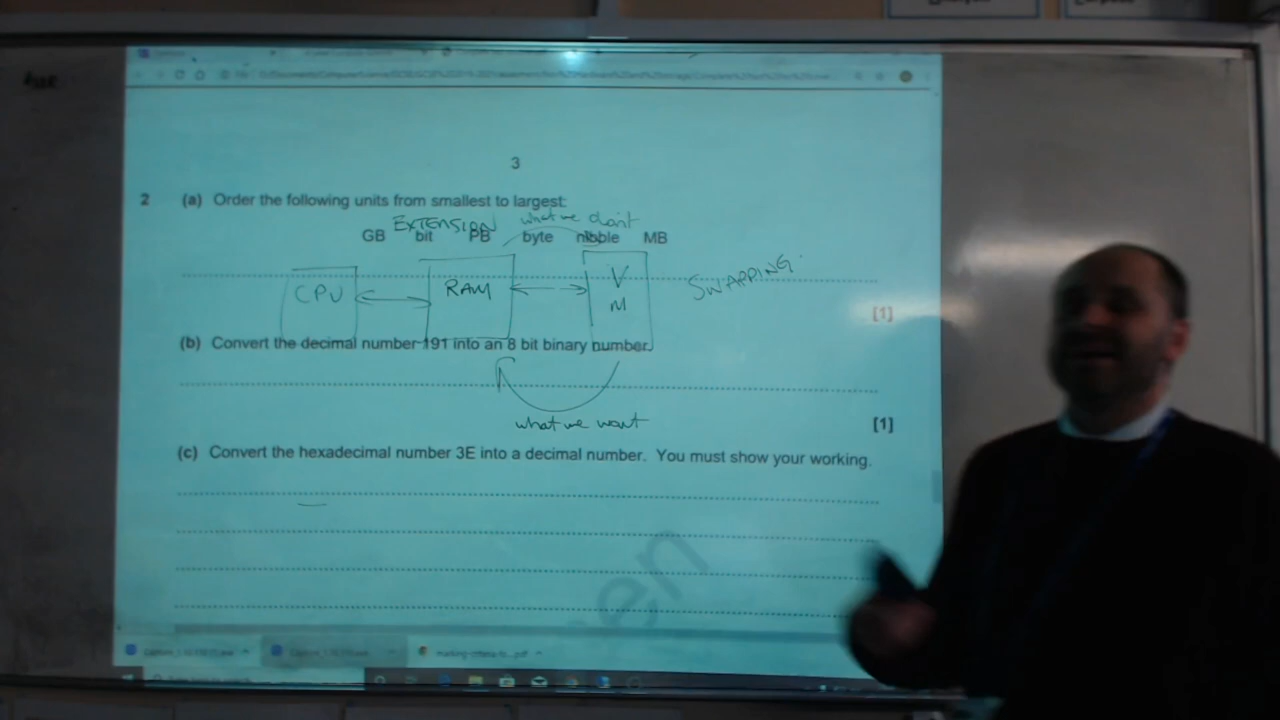 3
2 (a) Order the following units from smallest to largest:
EXTENSION what we don't
GB bit PB byte nibble MB
CPU RAM V M SWAPPING
[1]
(b) Convert the decimal number 191 into an 8 bit binary number.
what we want
[1]
(c) Convert the hexadecimal number 3E into a decimal number. You must show your working.
en